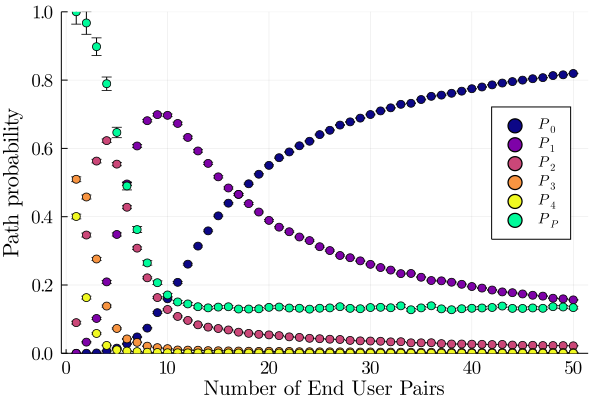 Path probability
1.0
0.8
0.6
0.4
0.2
0.0
P₀
P₁
P₂
P₃
P₄
P_P
0 10 20 30 40 50
Number of End User Pairs